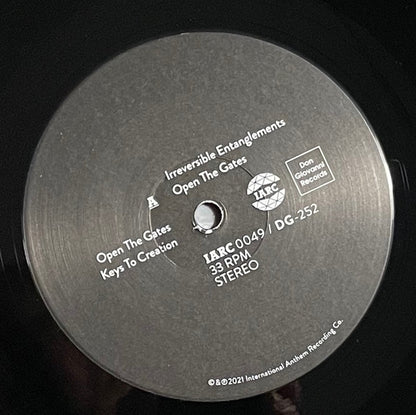 Irreversible Entanglements
Open The Gates
A
Open The Gates
Keys To Creation
IARC
Don
Giovanni
Records
IARC 0049 / DG-252
33 RPM
STEREO
©&℗2021 International Anthem Recording Co.